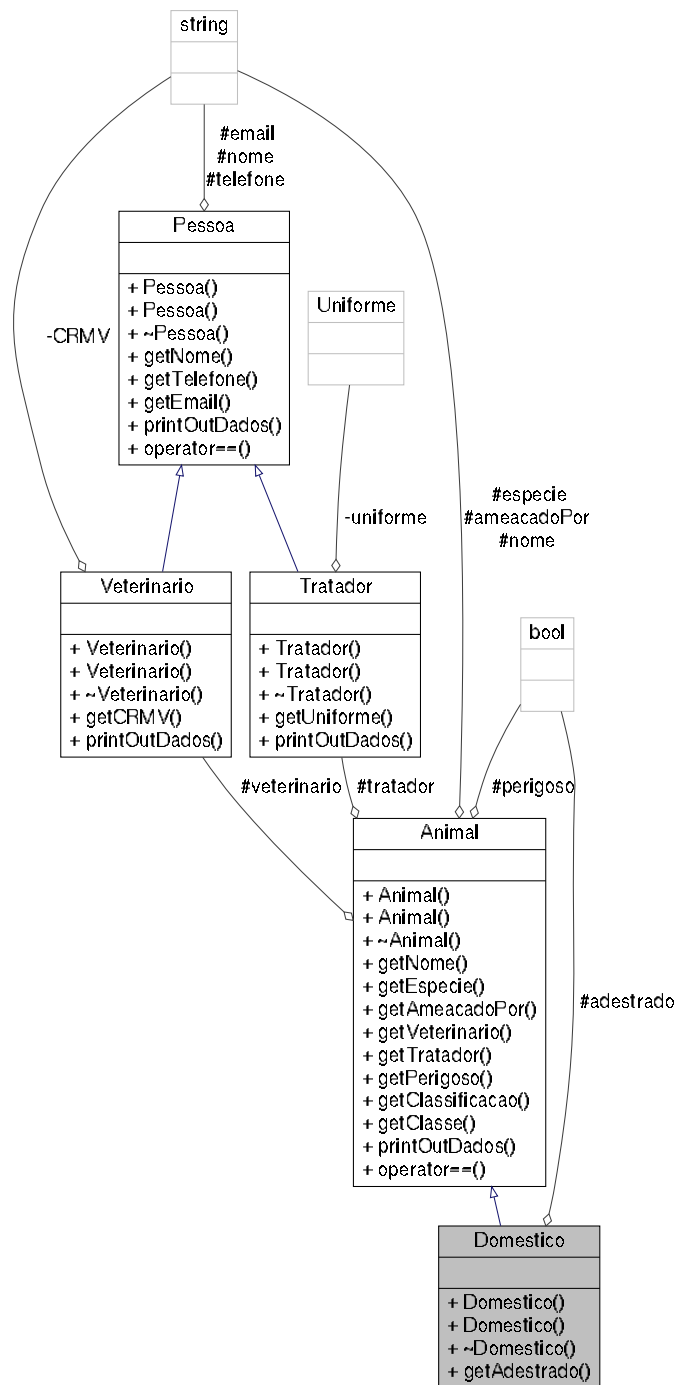 string
#email
#nome
#telefone
Pessoa
+ Pessoa()
+ Pessoa()
+ ~Pessoa()
+ getNome()
+ getTelefone()
+ getEmail()
+ printOutDados()
+ operator==()
Uniforme
-CRMV
-uniforme
#especie
#ameacadoPor
#nome
Veterinario
+ Veterinario()
+ Veterinario()
+ ~Veterinario()
+ getCRMV()
+ printOutDados()
Tratador
+ Tratador()
+ Tratador()
+ ~Tratador()
+ getUniforme()
+ printOutDados()
bool
#veterinario
#tratador
#perigoso
Animal
+ Animal()
+ Animal()
+ ~Animal()
+ getNome()
+ getEspecie()
+ getAmeacadoPor()
+ getVeterinario()
+ getTratador()
+ getPerigoso()
+ getClassificacao()
+ getClasse()
+ printOutDados()
+ operator==()
#adestrado
Domestico
+ Domestico()
+ Domestico()
+ ~Domestico()
+ getAdestrado()